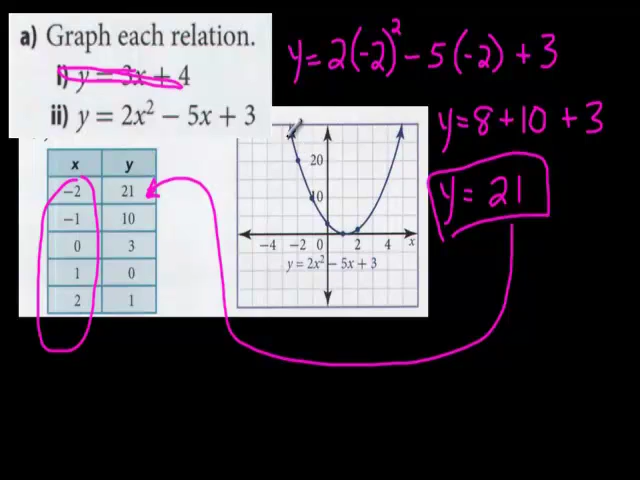 a) Graph each relation.
i) y = 3x + 4
ii) y = 2x² − 5x + 3
y = 2(-2)² - 5(-2) + 3
y = 8 + 10 + 3
y = 21
x y
−2 21
−1 10
0 3
1 0
2 1
20
10
−4 −2 0 2 4 x
y = 2x² − 5x + 3